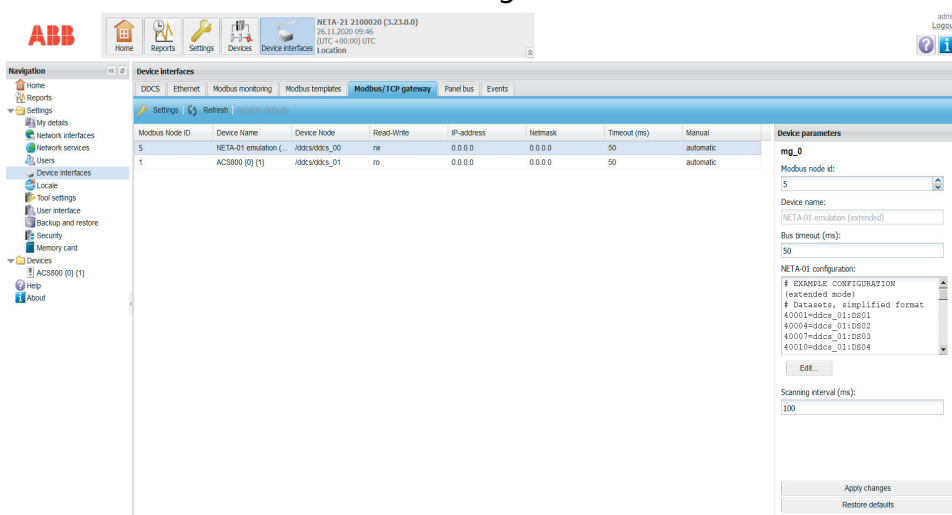 ABB
Home
Reports
Settings
Devices
Device interfaces
NETA-21 2100020 (3.23.0.0)
26.11.2020 09:46
(UTC +00:00) UTC
Location
admi
Logou
Navigation
Home
Reports
Settings
My details
Network interfaces
Network services
Users
Device interfaces
Locale
Tool settings
User interface
Backup and restore
Security
Memory card
Devices
ACS800 {0} {1}
Help
About
Device interfaces
DDCS Ethernet Modbus monitoring Modbus templates Modbus/TCP gateway Panel bus Events
Settings Refresh Restore defaults
Modbus Node ID Device Name Device Node Read-Write IP-address Netmask Timeout (ms) Manual
5 NETA-01 emulation (... /ddcs/ddcs_00 rw 0.0.0.0 0.0.0.0 50 automatic
1 ACS800 {0} {1} /ddcs/ddcs_01 ro 0.0.0.0 0.0.0.0 50 automatic
Device parameters
mg_0
Modbus node id:
5
Device name:
NETA-01 emulation (extended)
Bus timeout (ms):
50
NETA-01 configuration:
# EXAMPLE CONFIGURATION
(extended mode)
# Datasets, simplified format
40001=ddcs_01:DS01
40004=ddcs_01:DS02
40007=ddcs_01:DS03
40010=ddcs_01:DS04
Edit...
Scanning interval (ms):
100
Apply changes
Restore defaults